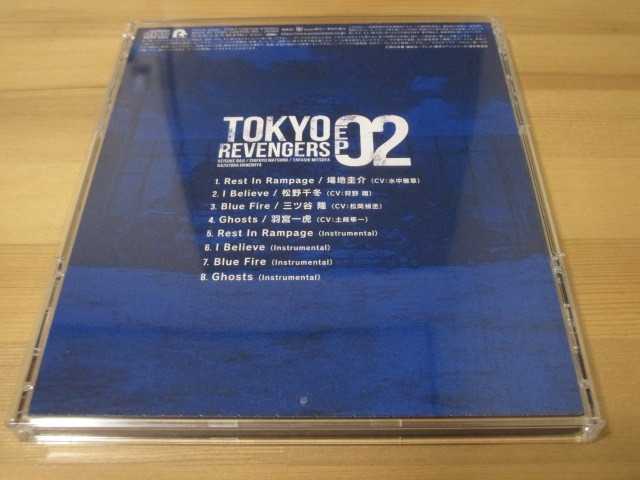 TOKYO
REVENGERS
EP
02
KEISUKE BAJI / CHIFUYU MATSUNO / TAKASHI MITSUYA
KAZUTORA HANEMIYA
1. Rest In Rampage / 場地圭介 (CV:水中雅章)
2. I Believe / 松野千冬 (CV:狩野 翔)
3. Blue Fire / 三ツ谷 隆 (CV:松岡禎丞)
4. Ghosts / 羽宮一虎 (CV:土岐隼一)
5. Rest In Rampage (Instrumental)
6. I Believe (Instrumental)
7. Blue Fire (Instrumental)
8. Ghosts (Instrumental)